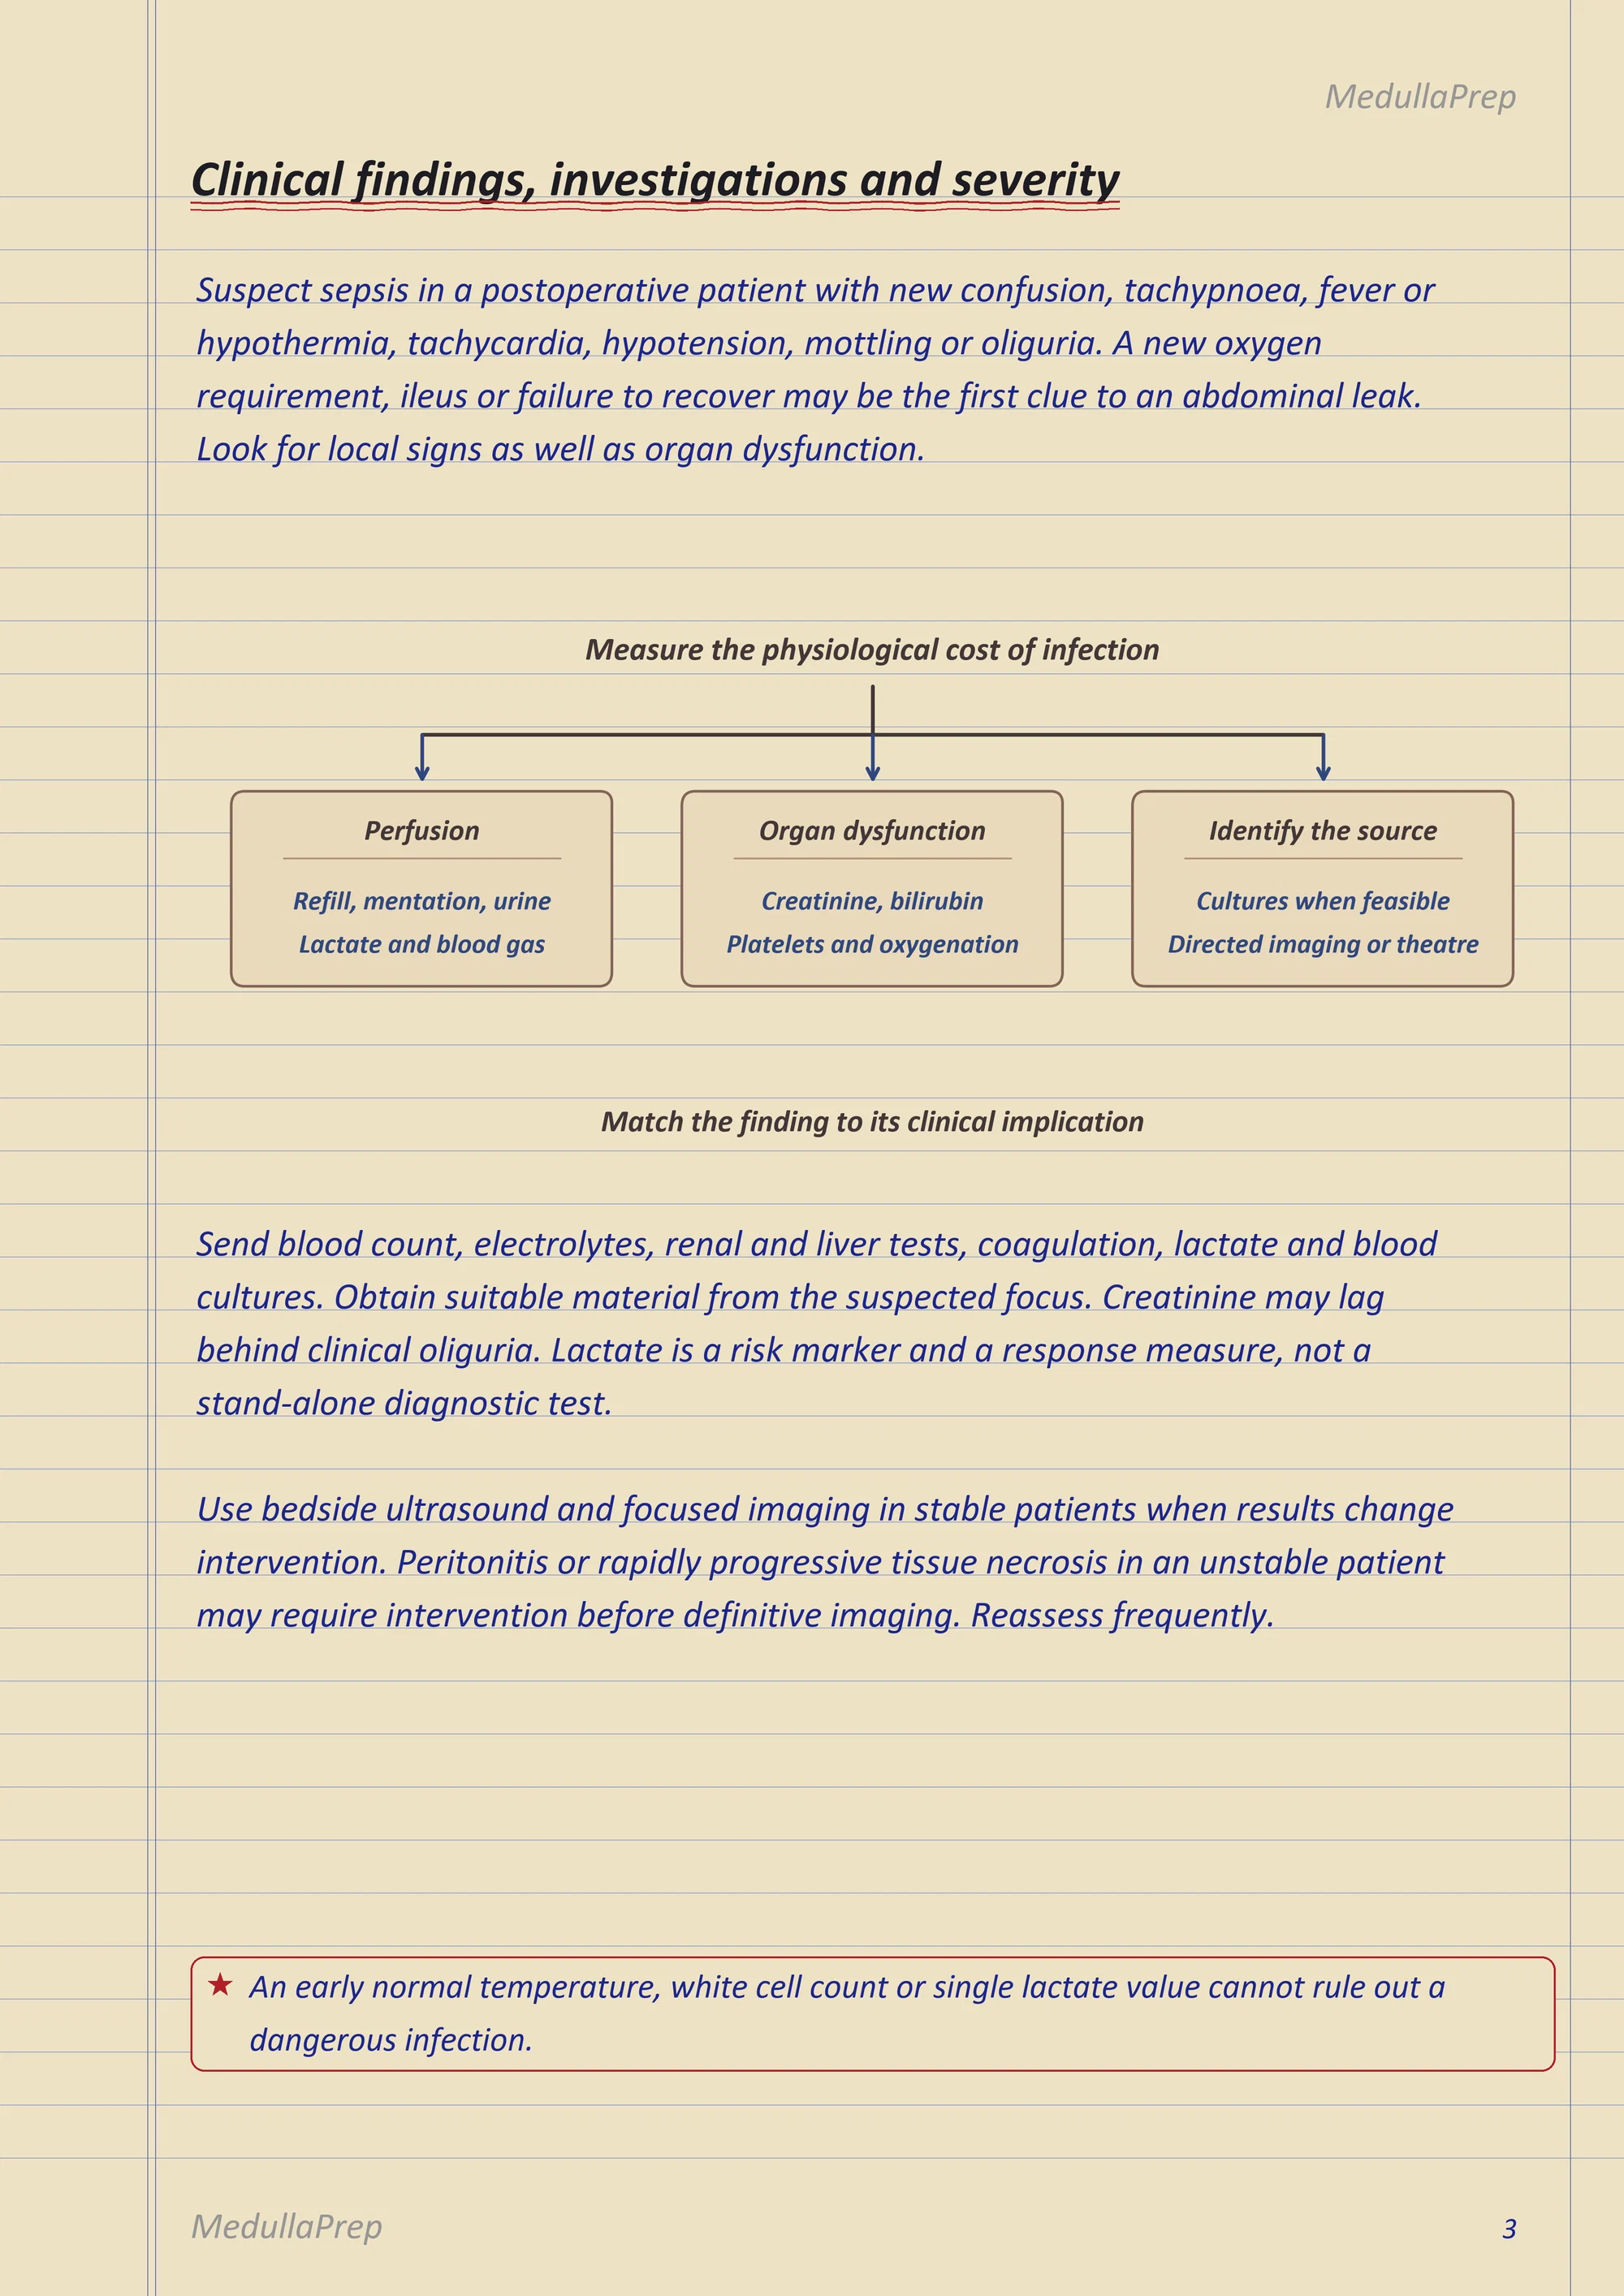 MedullaPrep
Clinical findings, investigations and severity
Suspect sepsis in a postoperative patient with new confusion, tachypnoea, fever or
hypothermia, tachycardia, hypotension, mottling or oliguria. A new oxygen
requirement, ileus or failure to recover may be the first clue to an abdominal leak.
Look for local signs as well as organ dysfunction.
Measure the physiological cost of infection
Perfusion
Refill, mentation, urine
Lactate and blood gas
Organ dysfunction
Creatinine, bilirubin
Platelets and oxygenation
Identify the source
Cultures when feasible
Directed imaging or theatre
Match the finding to its clinical implication
Send blood count, electrolytes, renal and liver tests, coagulation, lactate and blood
cultures. Obtain suitable material from the suspected focus. Creatinine may lag
behind clinical oliguria. Lactate is a risk marker and a response measure, not a
stand-alone diagnostic test.
Use bedside ultrasound and focused imaging in stable patients when results change
intervention. Peritonitis or rapidly progressive tissue necrosis in an unstable patient
may require intervention before definitive imaging. Reassess frequently.
★ An early normal temperature, white cell count or single lactate value cannot rule out a
dangerous infection.
MedullaPrep
3